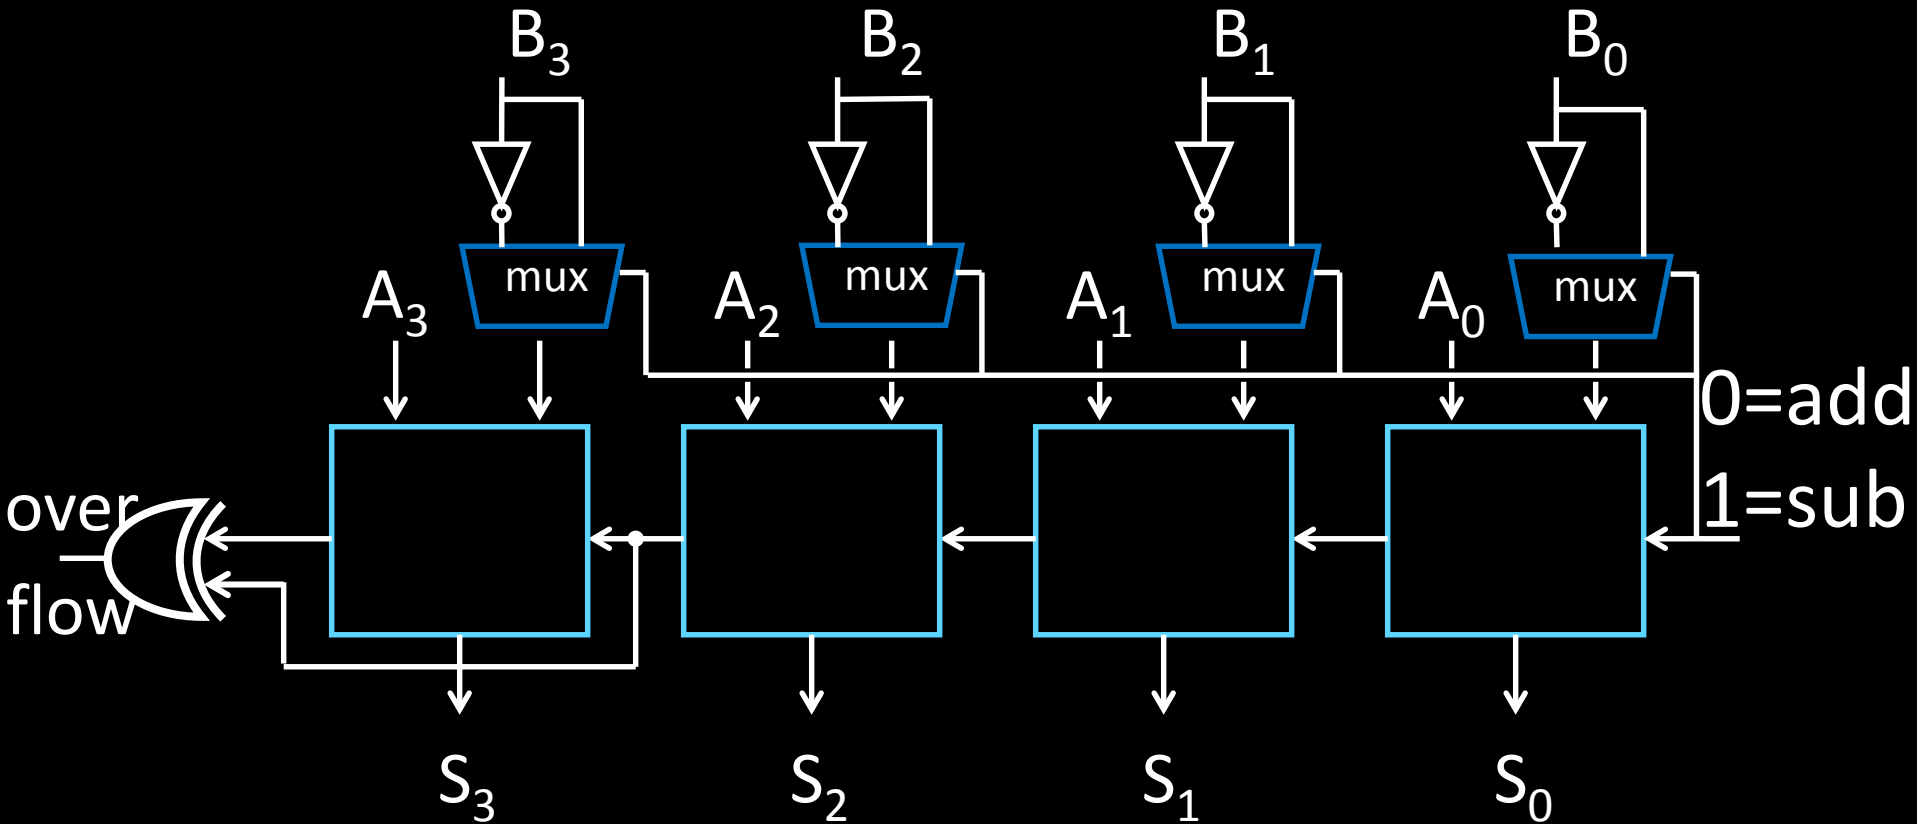 B3 B2 B1 B0
mux mux mux mux
A3 A2 A1 A0
0=add
1=sub
over
flow
S3 S2 S1 S0